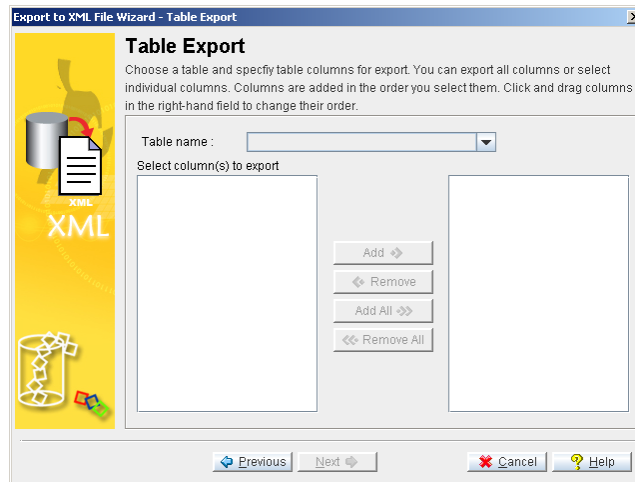 Export to XML File Wizard - Table Export
Table Export
Choose a table and specfiy table columns for export. You can export all columns or select
individual columns. Columns are added in the order you select them. Click and drag columns
in the right-hand field to change their order.
Table name :
Select column(s) to export
XML
XML
Add
Remove
Add All
Remove All
Previous
Next
Cancel
Help